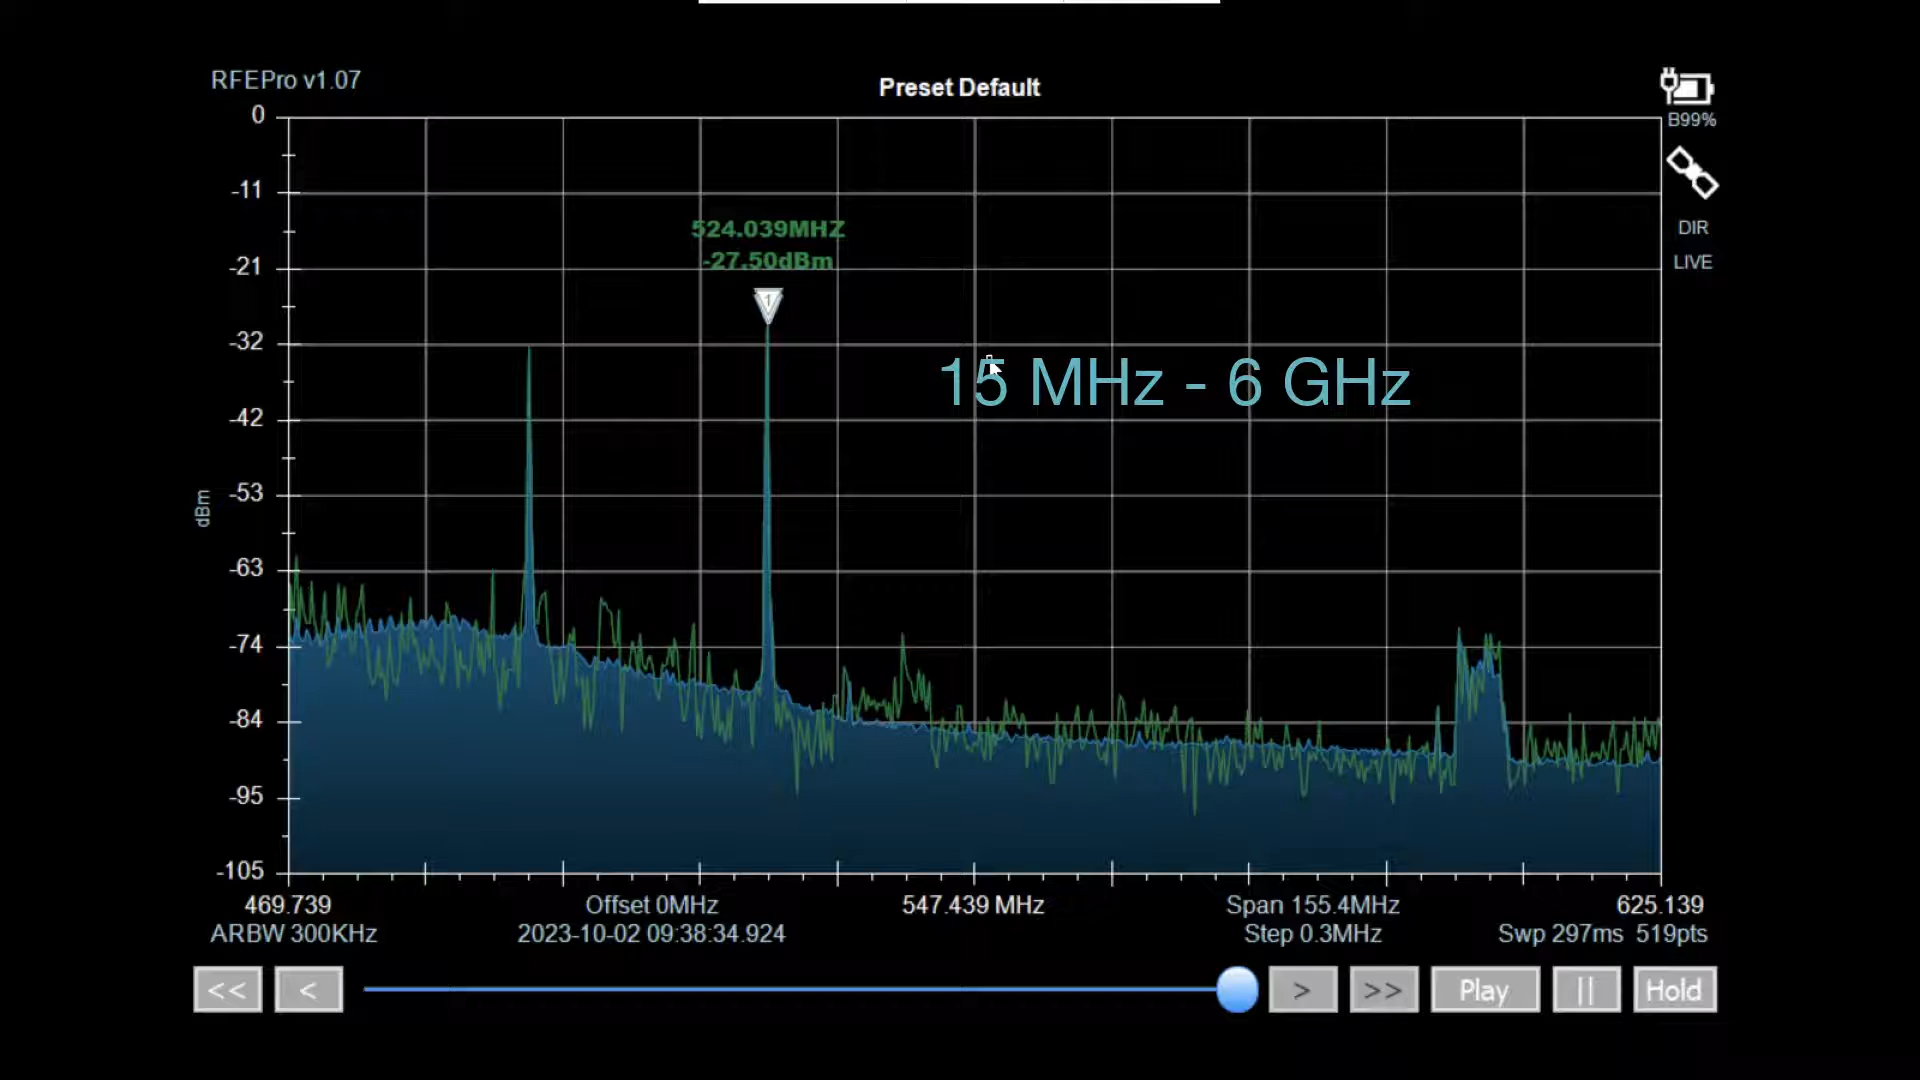 RFEPro v1.07
Preset Default
B99%
DIR
LIVE
0
-11
-21
-32
-42
-53
-63
-74
-84
-95
-105
dBm
524.039MHZ
-27.50dBm
1
15 MHz - 6 GHz
469.739 Offset 0MHz 547.439 MHz Span 155.4MHz 625.139
ARBW 300KHz 2023-10-02 09:38:34.924 Step 0.3MHz Swp 297ms 519pts
<< < > >> Play || Hold